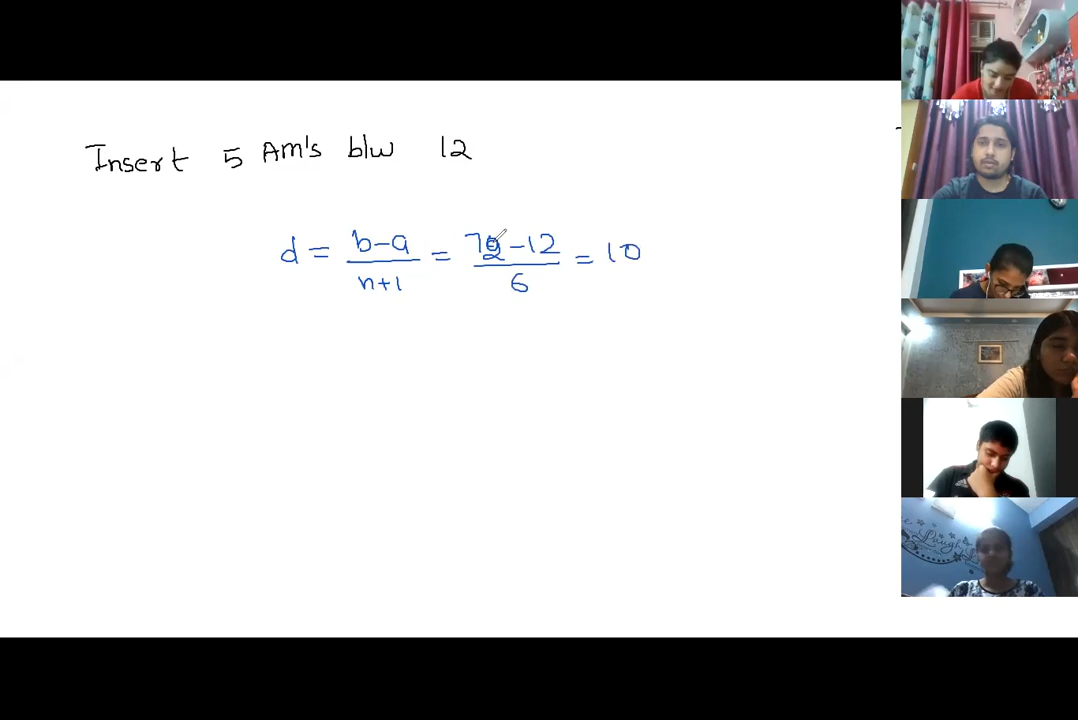 Insert 5 Am's b/w 12
d = b-a / n+1 = 72-12 / 6 = 10